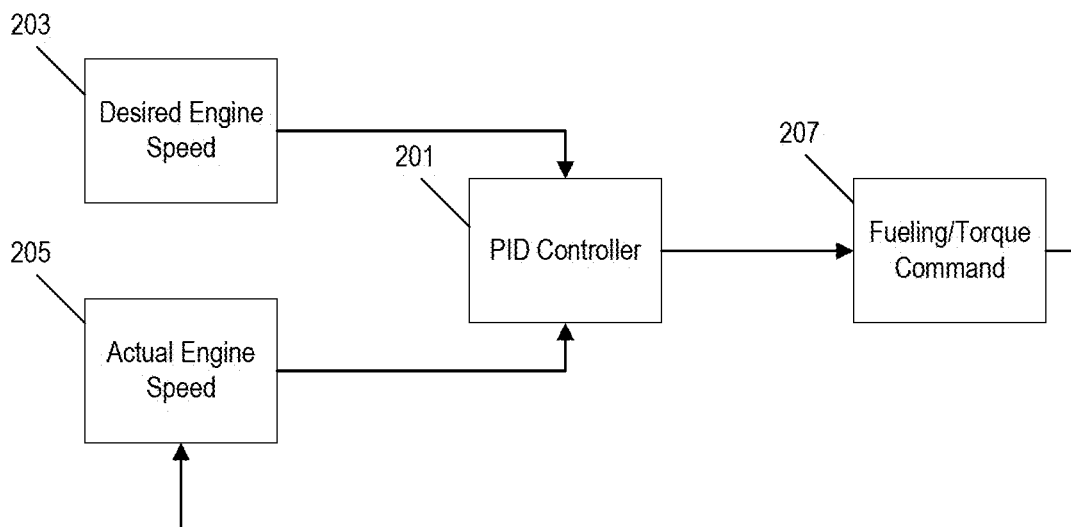 203
Desired Engine
Speed
201
PID Controller
207
Fueling/Torque
Command
205
Actual Engine
Speed